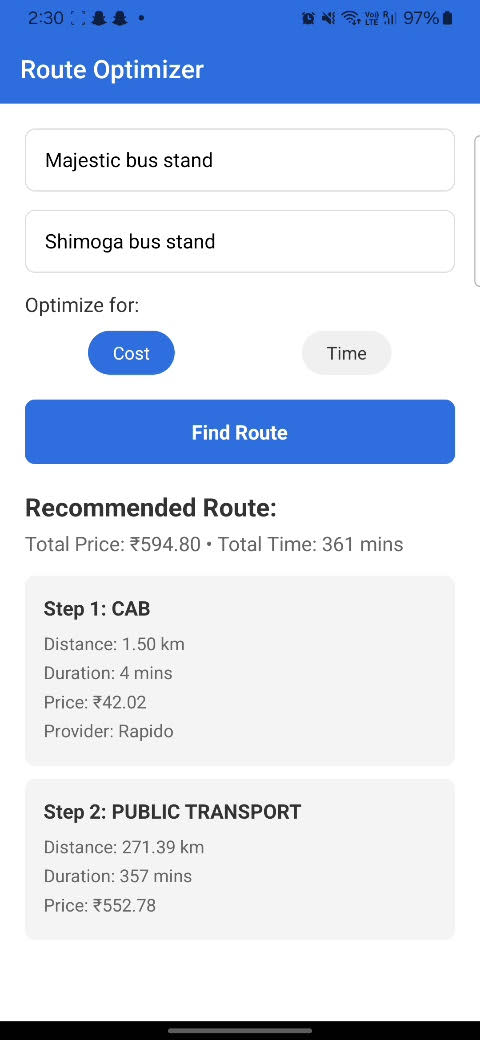 2:30 97%
Route Optimizer
Majestic bus stand
Shimoga bus stand
Optimize for:
Cost Time
Find Route
Recommended Route:
Total Price: ₹594.80 • Total Time: 361 mins
Step 1: CAB
Distance: 1.50 km
Duration: 4 mins
Price: ₹42.02
Provider: Rapido
Step 2: PUBLIC TRANSPORT
Distance: 271.39 km
Duration: 357 mins
Price: ₹552.78